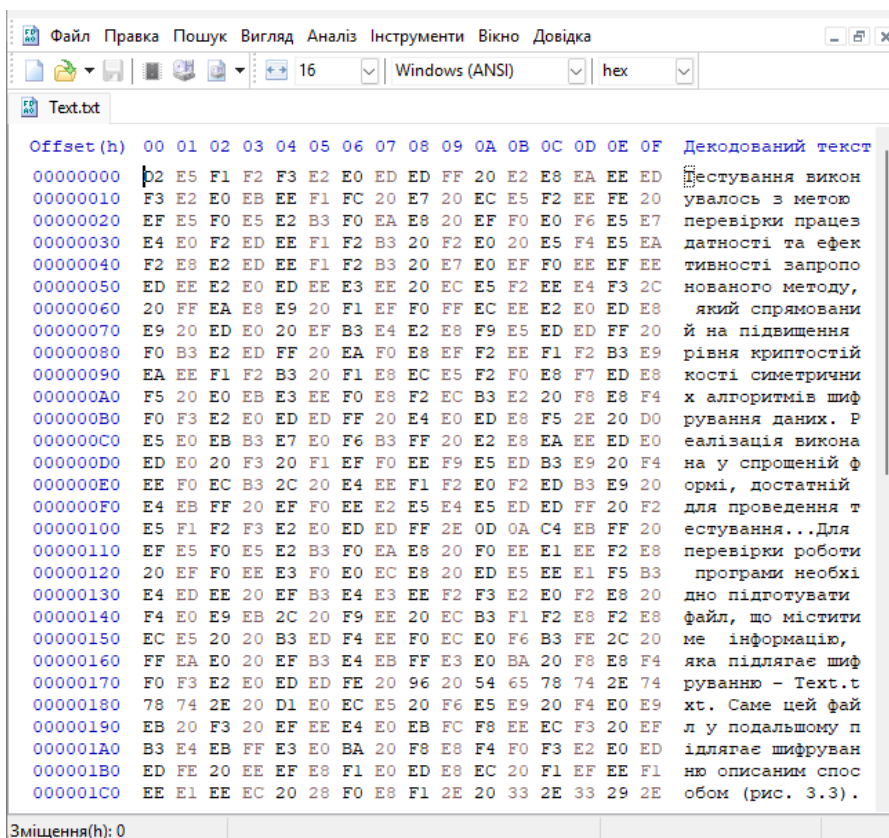 Файл Правка Пошук Вигляд Аналіз Інструменти Вікно Довідка
16 Windows (ANSI) hex
Text.txt
Offset(h) 00 01 02 03 04 05 06 07 08 09 0A 0B 0C 0D 0E 0F Декодований текст
00000000 D2 E5 F1 F2 F3 E2 E0 ED ED FF 20 E2 E8 EA EE ED Тестування викон
00000010 F3 E2 E0 EB EE F1 FC 20 E7 20 EC E5 F2 EE FE 20 увалось з метою
00000020 EF E5 F0 E5 E2 B3 F0 EA E8 20 EF F0 E0 F6 E5 E7 перевірки працез
00000030 E4 E0 F2 ED EE F1 F2 B3 20 F2 E0 20 E5 F4 E5 EA датності та ефек
00000040 F2 E8 E2 ED EE F1 F2 B3 20 E7 E0 EF F0 EE EF EE тивності запропо
00000050 ED EE E2 E0 ED EE E3 EE 20 EC E5 F2 EE E4 F3 2C нованого методу,
00000060 20 FF EA E8 E9 20 F1 EF F0 FF EC EE E2 E0 ED E8 який спрямовани
00000070 E9 20 ED E0 20 EF B3 E4 E2 E8 F9 E5 ED ED FF 20 й на підвищення
00000080 F0 B3 E2 ED FF 20 EA F0 E8 EF F2 EE F1 F2 B3 E9 рівня криптостій
00000090 EA EE F1 F2 B3 20 F1 E8 EC E5 F2 F0 E8 F7 ED E8 кості симетрични
000000A0 F5 20 E0 EB E3 EE F0 E8 F2 EC B3 E2 20 F8 E8 F4 х алгоритмів шиф
000000B0 F0 F3 E2 E0 ED ED FF 20 E4 E0 ED E8 F5 2E 20 D0 рування даних. Р
000000C0 E5 E0 EB B3 E7 E0 F6 B3 FF 20 E2 E8 EA EE ED E0 еалізація викона
000000D0 ED E0 20 F3 20 F1 EF F0 EE F9 E5 ED B3 E9 20 F4 на у спрощеній ф
000000E0 EE F0 EC B3 2C 20 E4 EE F1 F2 E0 F2 ED B3 E9 20 ормі, достатній
000000F0 E4 EB FF 20 EF F0 EE E2 E5 E4 E5 ED ED FF 20 F2 для проведення т
00000100 E5 F1 F2 F3 E2 E0 ED ED FF 2E 0D 0A C4 EB FF 20 естування...Для
00000110 EF E5 F0 E5 E2 B3 F0 EA E8 20 F0 EE E1 EE F2 E8 перевірки роботи
00000120 20 EF F0 EE E3 F0 E0 EC E8 20 ED E5 EE E1 F5 B3 програми необхі
00000130 E4 ED EE 20 EF B3 E4 E3 EE F2 F3 E2 E0 F2 E8 20 дно підготувати
00000140 F4 E0 E9 EB 2C 20 F9 EE 20 EC B3 F1 F2 E8 F2 E8 файл, що містити
00000150 EC E5 20 20 B3 ED F4 EE F0 EC E0 F6 B3 FE 2C 20 ме  інформацію,
00000160 FF EA E0 20 EF B3 E4 EB FF E3 E0 BA 20 F8 E8 F4 яка підлягає шиф
00000170 F0 F3 E2 E0 ED ED FE 20 96 20 54 65 78 74 2E 74 руванню – Text.t
00000180 78 74 2E 20 D1 E0 EC E5 20 F6 E5 E9 20 F4 E0 E9 xt. Саме цей фай
00000190 EB 20 F3 20 EF EE E4 E0 EB FC F8 EE EC F3 20 EF л у подальшому п
000001A0 B3 E4 EB FF E3 E0 BA 20 F8 E8 F4 F0 F3 E2 E0 ED ідлягає шифруван
000001B0 ED FE 20 EE EF E8 F1 E0 ED E8 EC 20 F1 EF EE F1 ню описаним спос
000001C0 EE E1 EE EC 20 28 F0 E8 F1 2E 20 33 2E 33 29 2E обом (рис. 3.3).
Зміщення(h): 0